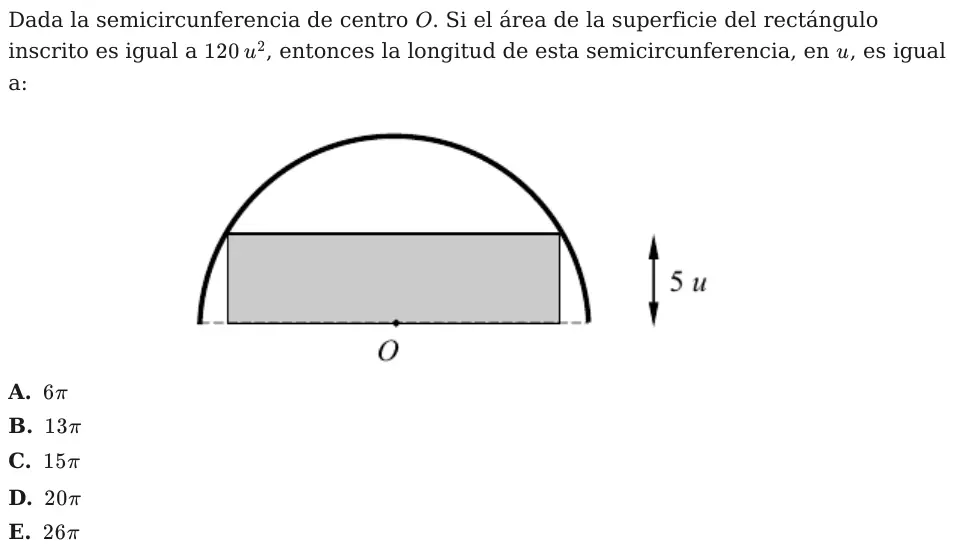 Dada la semicircunferencia de centro O. Si el área de la superficie del rectángulo
inscrito es igual a 120 u², entonces la longitud de esta semicircunferencia, en u, es igual
a:
5 u
O
A. 6π
B. 13π
C. 15π
D. 20π
E. 26π